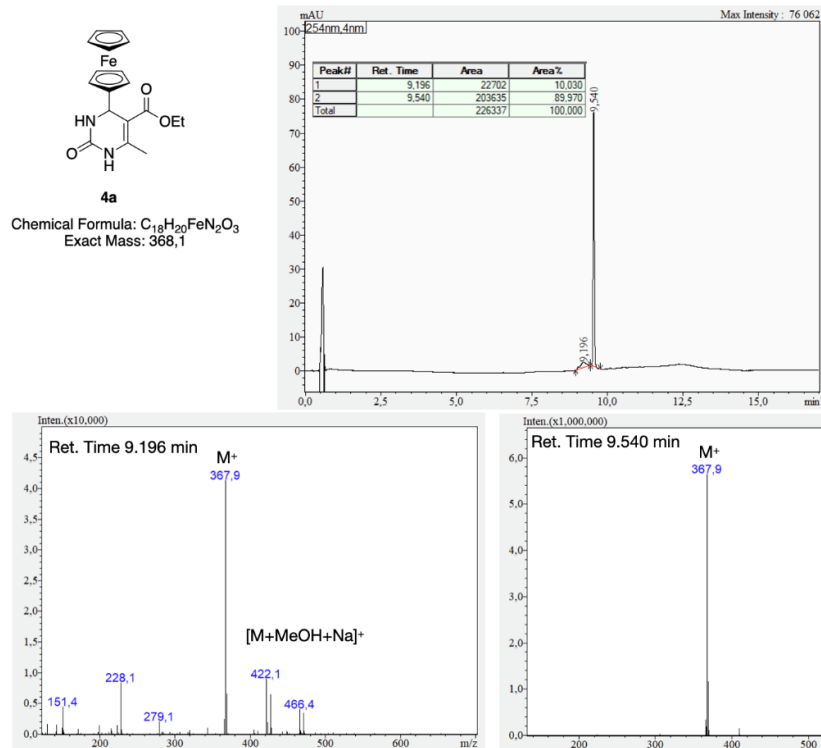 Fe
O
HN
OEt
O
N
H
4a
Chemical Formula: C18H20FeN2O3
Exact Mass: 368,1
mAU
Max Intensity : 76 062
254nm,4nm
Peak# Ret. Time Area Area%
1 9,196 22702 10,030
2 9,540 203635 89,970
Total 226337 100,000
100
90
80
70
60
50
40
30
20
10
0
9,196
9,540
0,0 2,5 5,0 7,5 10,0 12,5 15,0 min
Inten.(x10,000)
Ret. Time 9.196 min
M+
367,9
4,5
4,0
3,5
3,0
2,5
2,0
1,5
1,0
0,5
0,0
[M+MeOH+Na]+
151,4
228,1
279,1
422,1
466,4
200 300 400 500 600 m/z
Inten.(x1,000,000)
Ret. Time 9.540 min
M+
367,9
6,0
5,0
4,0
3,0
2,0
1,0
0,0
200 300 400 500